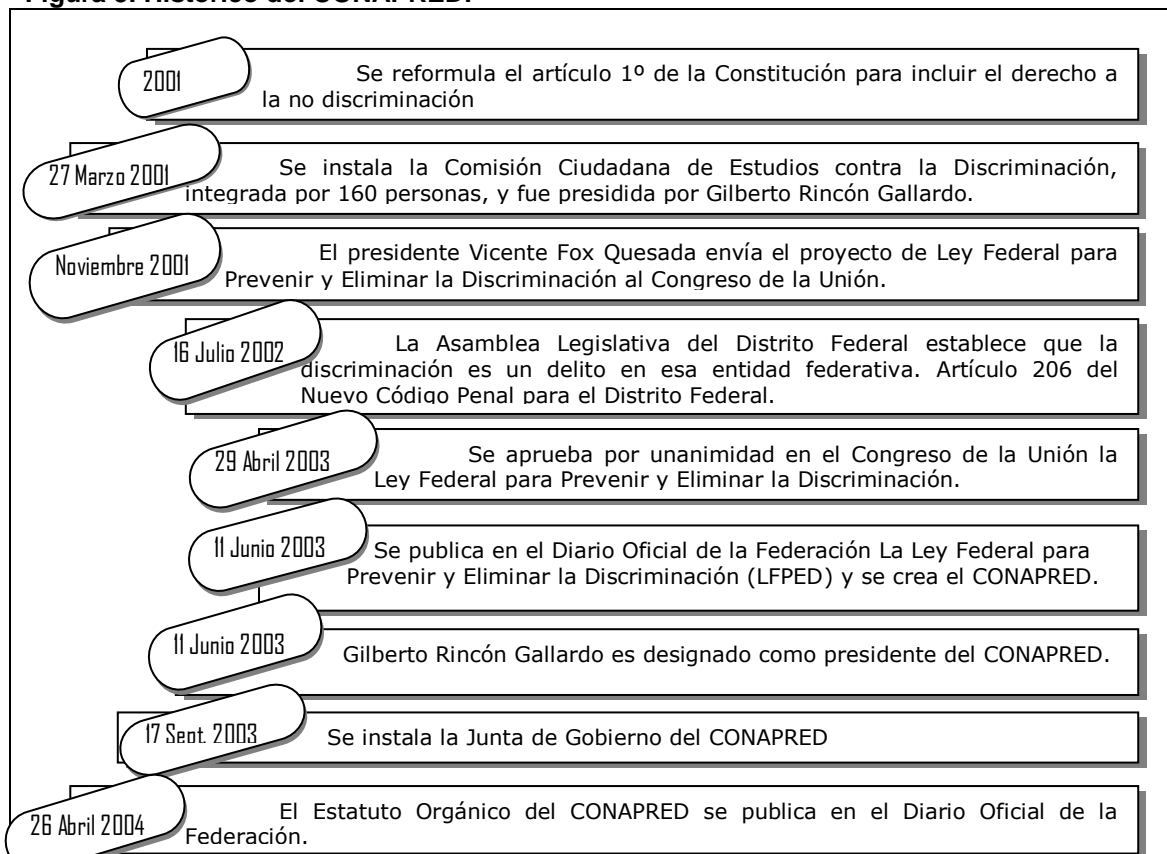 Figura 3. Histórico del CONAPRED.
2001
Se reformula el artículo 1º de la Constitución para incluir el derecho a
la no discriminación
27 Marzo 2001
Se instala la Comisión Ciudadana de Estudios contra la Discriminación,
integrada por 160 personas, y fue presidida por Gilberto Rincón Gallardo.
Noviembre 2001
El presidente Vicente Fox Quesada envía el proyecto de Ley Federal para
Prevenir y Eliminar la Discriminación al Congreso de la Unión.
16 Julio 2002
La Asamblea Legislativa del Distrito Federal establece que la
discriminación es un delito en esa entidad federativa. Artículo 206 del
Nuevo Código Penal para el Distrito Federal.
29 Abril 2003
Se aprueba por unanimidad en el Congreso de la Unión la
Ley Federal para Prevenir y Eliminar la Discriminación.
11 Junio 2003
Se publica en el Diario Oficial de la Federación La Ley Federal para
Prevenir y Eliminar la Discriminación (LFPED) y se crea el CONAPRED.
11 Junio 2003
Gilberto Rincón Gallardo es designado como presidente del CONAPRED.
17 Sept. 2003
Se instala la Junta de Gobierno del CONAPRED
26 Abril 2004
El Estatuto Orgánico del CONAPRED se publica en el Diario Oficial de la
Federación.